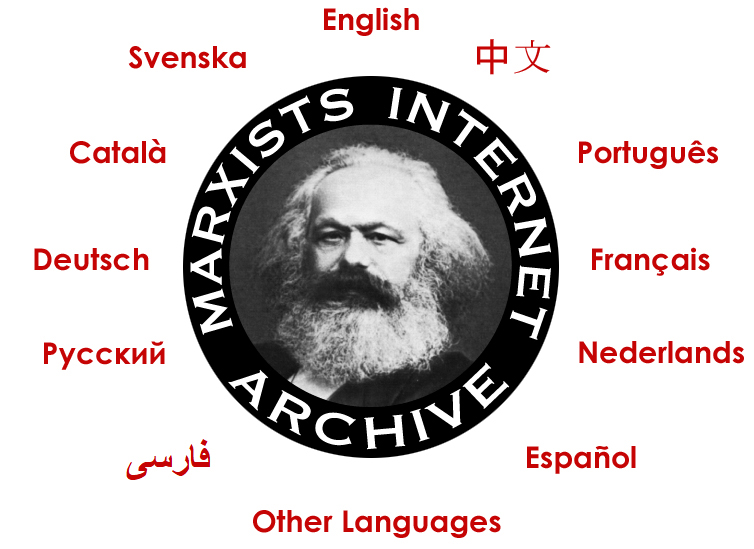 English
Svenska
中文
Català
Português
Deutsch
Français
Русский
Nederlands
فارسی
Español
Other Languages
MARXISTS INTERNET
ARCHIVE